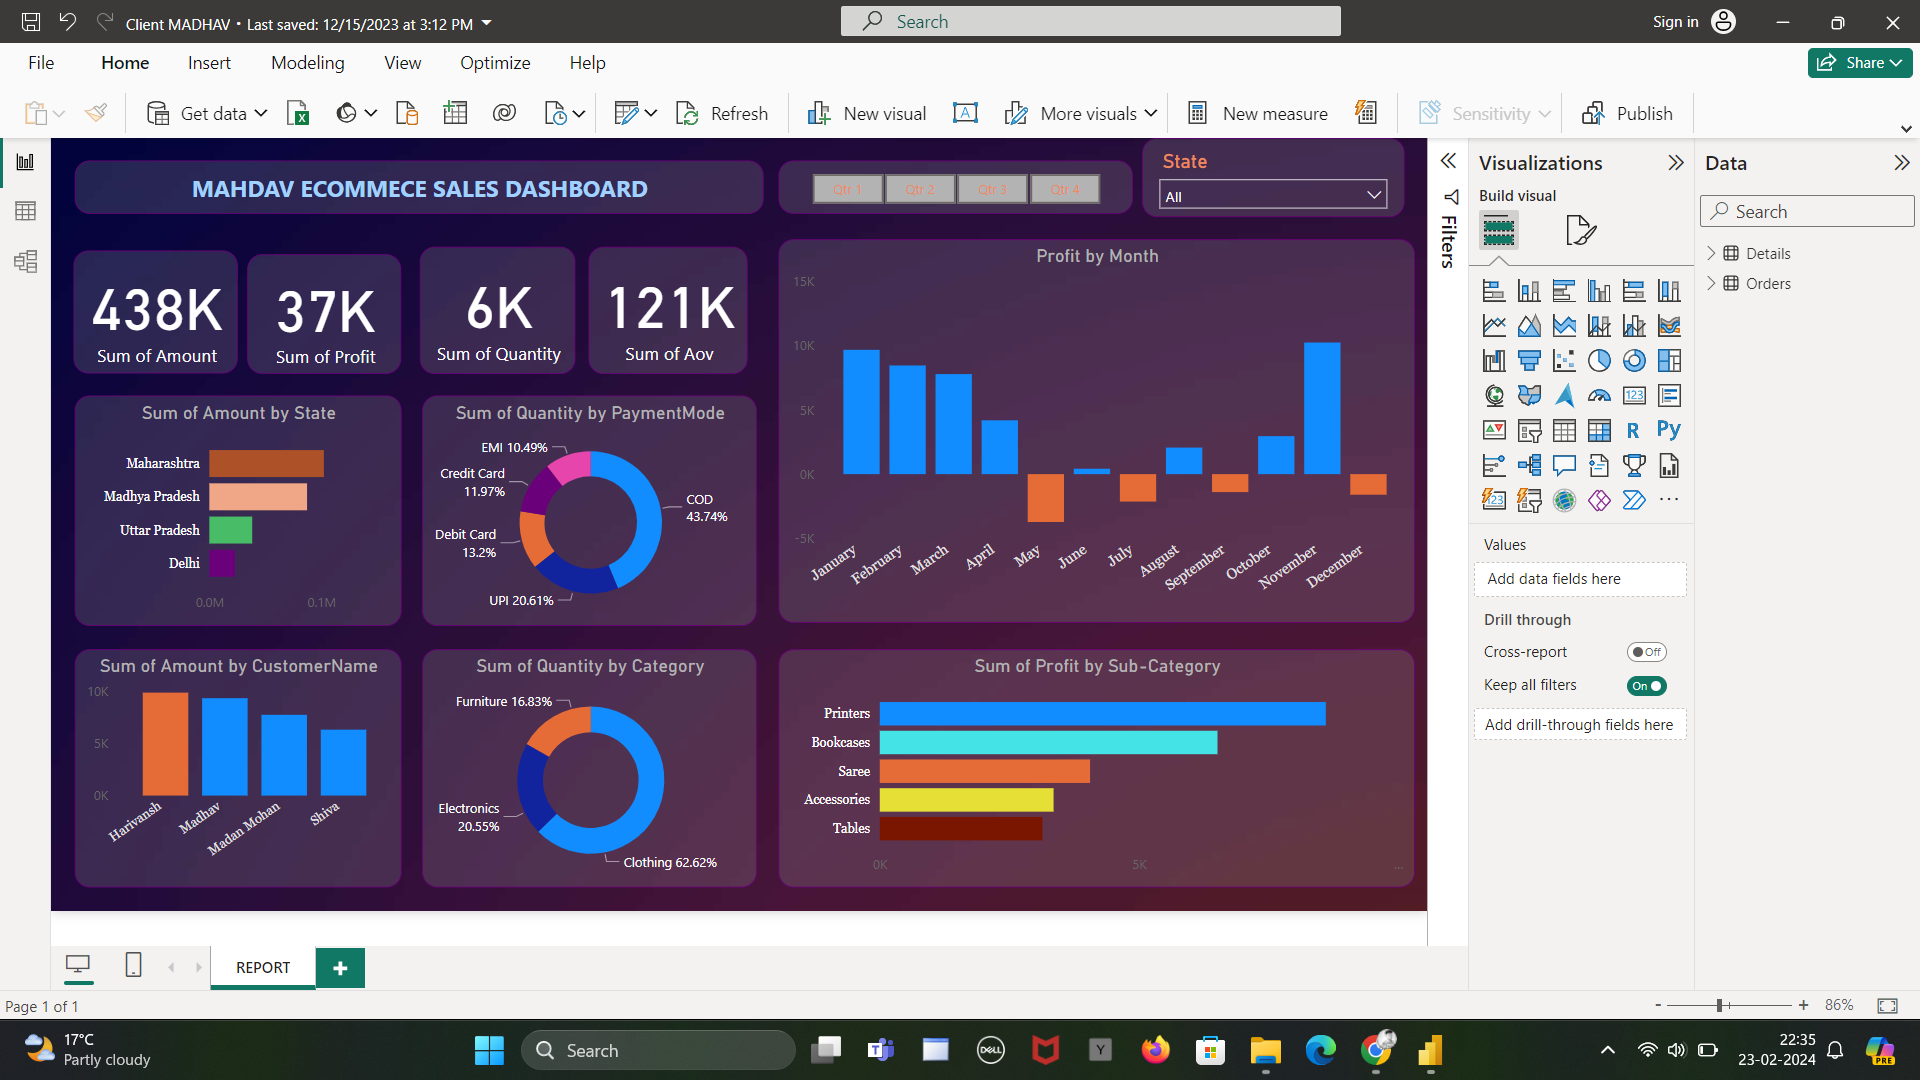 Client MADHAV • Last saved: 12/15/2023 at 3:12 PM
Search
Sign in
File
Home
Insert
Modeling
View
Optimize
Help
Share
Get data
Refresh
New visual
More visuals
New measure
Sensitivity
Publish
MAHDAV ECOMMECE SALES DASHBOARD
Qtr 1
Qtr 2
Qtr 3
Qtr 4
State
All
438K
Sum of Amount
37K
Sum of Profit
6K
Sum of Quantity
121K
Sum of Aov
Profit by Month
15K
10K
5K
0K
-5K
January
February
March
April
May
June
July
August
September
October
November
December
Sum of Amount by State
Maharashtra
Madhya Pradesh
Uttar Pradesh
Delhi
0.0M
0.1M
Sum of Quantity by PaymentMode
EMI 10.49%
Credit Card
11.97%
Debit Card
13.2%
UPI 20.61%
COD
43.74%
Sum of Amount by CustomerName
10K
5K
0K
Harivansh
Madhav
Madan Mohan
Shiva
Sum of Quantity by Category
Furniture 16.83%
Electronics
20.55%
Clothing 62.62%
Sum of Profit by Sub-Category
Printers
Bookcases
Saree
Accessories
Tables
0K
5K
...
Filters
Visualizations
Build visual
123
R
Py
123
...
Values
Add data fields here
Drill through
Cross-report
Off
Keep all filters
On
Add drill-through fields here
Data
Search
Details
Orders
REPORT
+
Page 1 of 1
-
+
86%
17°C
Partly cloudy
Search
T
DELL
Y
22:35
23-02-2024
PRE